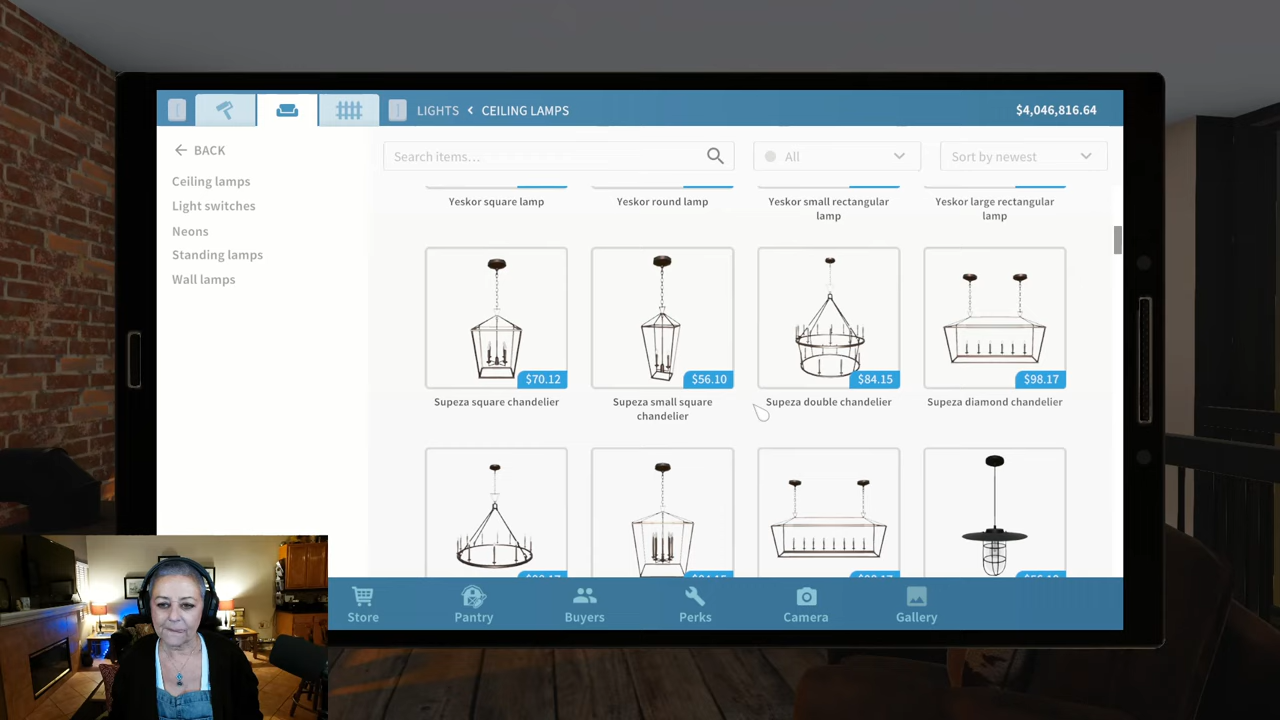 LIGHTS < CEILING LAMPS
$4,046,816.64
BACK
Search items...
All
Sort by newest
Ceiling lamps
Light switches
Neons
Standing lamps
Wall lamps
Yeskor square lamp
Yeskor round lamp
Yeskor small rectangular
lamp
Yeskor large rectangular
lamp
$70.12
$56.10
$84.15
$98.17
Supeza square chandelier
Supeza small square
chandelier
Supeza double chandelier
Supeza diamond chandelier
Store
Pantry
Buyers
Perks
Camera
Gallery